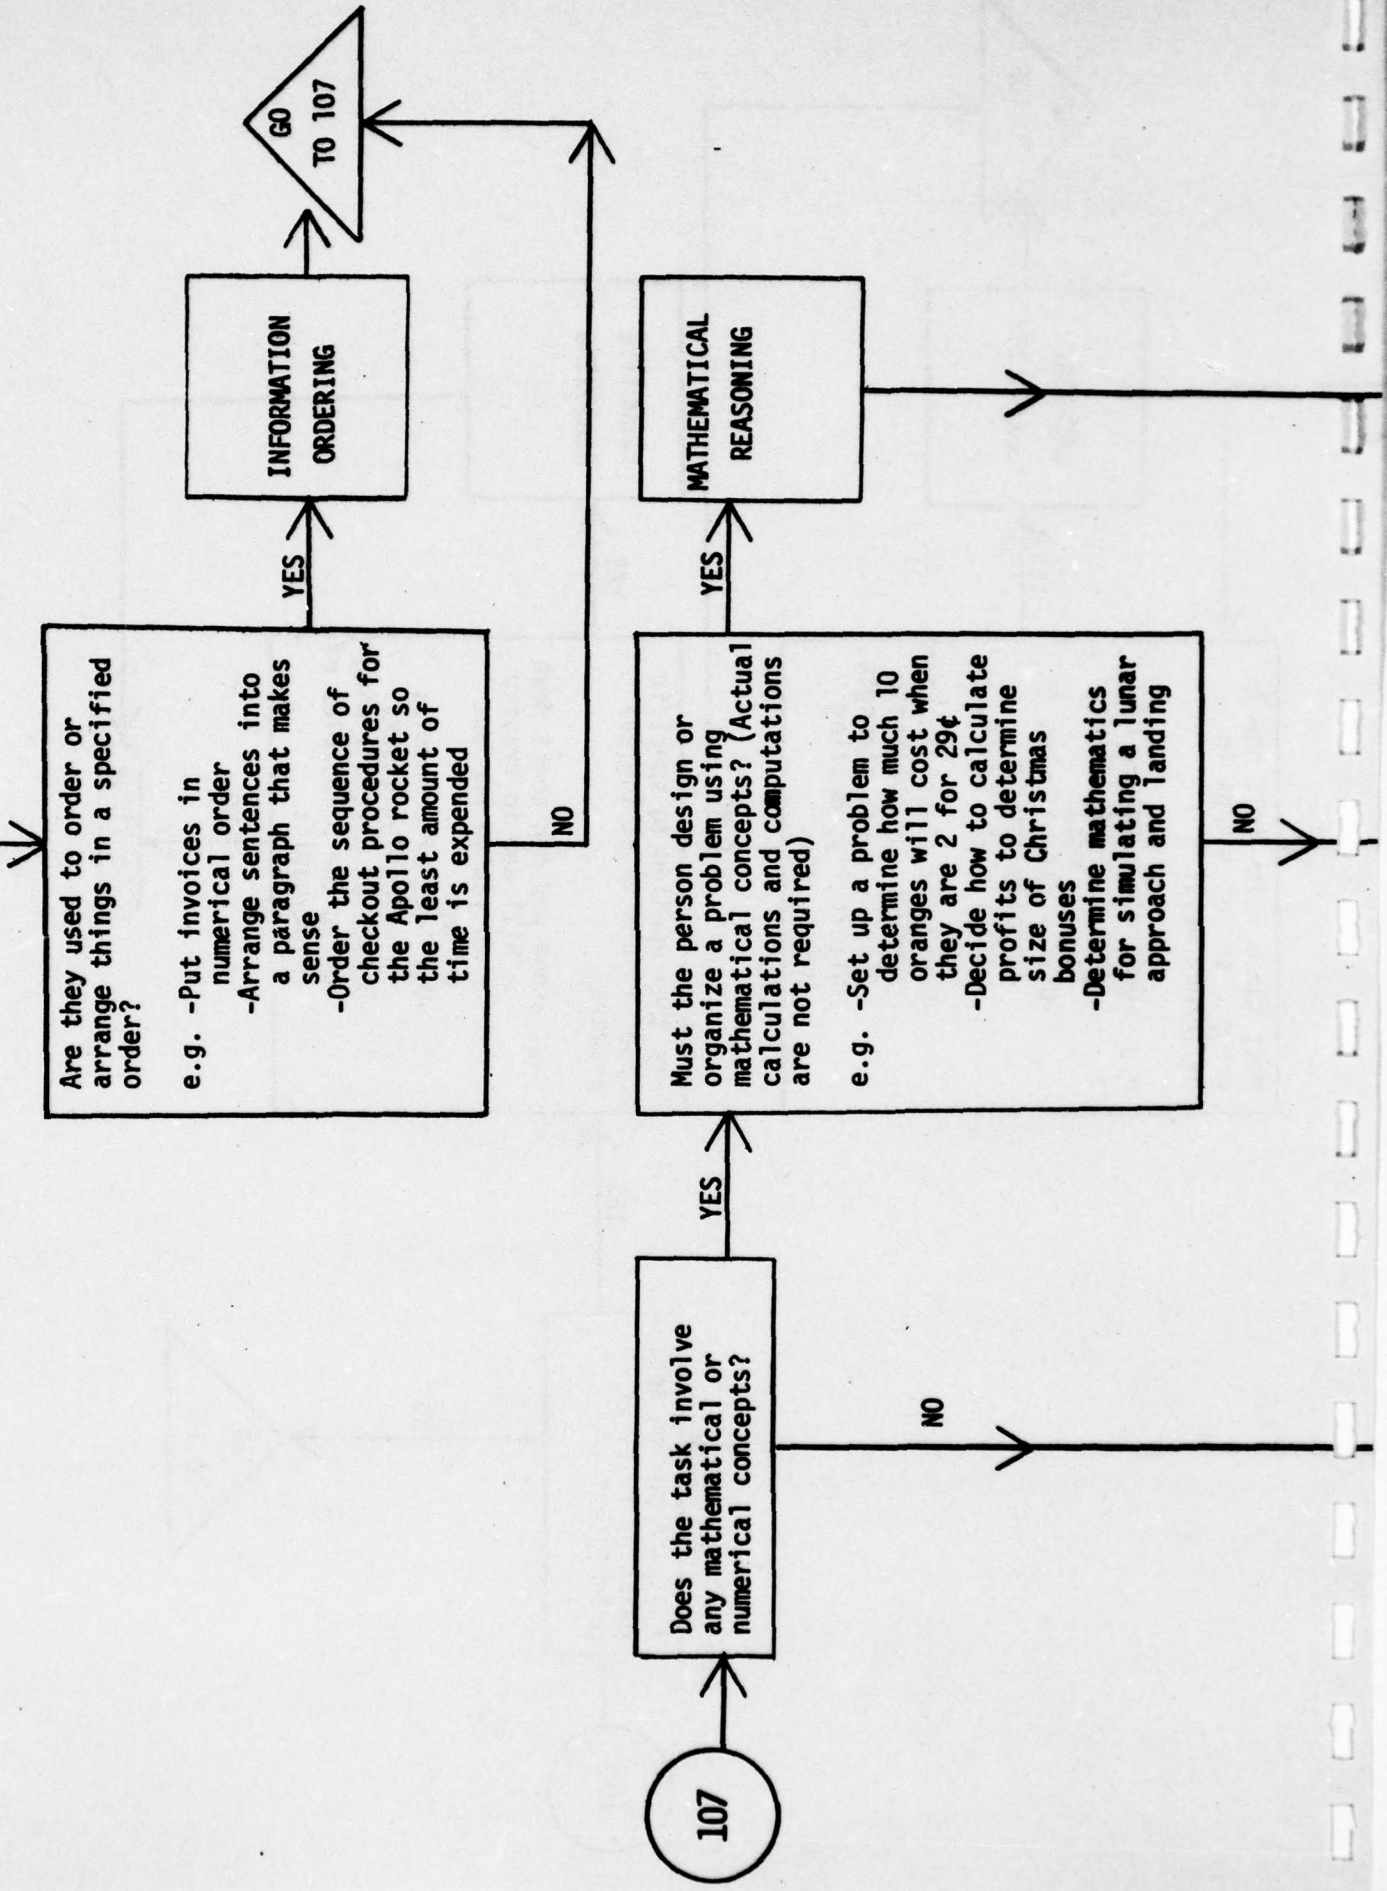 Are they used to order or
arrange things in a specified
order?
e.g. -Put invoices in
numerical order
-Arrange sentences into
a paragraph that makes
sense
-Order the sequence of
checkout procedures for
the Apollo rocket so
the least amount of
time is expended
YES
INFORMATION
ORDERING
GO
TO 107
NO
107
Does the task involve
any mathematical or
numerical concepts?
YES
NO
Must the person design or
organize a problem using
mathematical concepts? (Actual
calculations and computations
are not required)
e.g. -Set up a problem to
determine how much 10
oranges will cost when
they are 2 for 29¢
-Decide how to calculate
profits to determine
size of Christmas
bonuses
-Determine mathematics
for simulating a lunar
approach and landing
YES
MATHEMATICAL
REASONING
NO